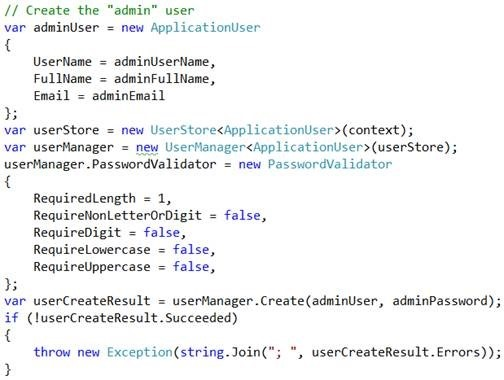 // Create the "admin" user
var adminUser = new ApplicationUser
{
    UserName = adminUserName,
    FullName = adminFullName,
    Email = adminEmail
};
var userStore = new UserStore<ApplicationUser>(context);
var userManager = new UserManager<ApplicationUser>(userStore);
userManager.PasswordValidator = new PasswordValidator
{
    RequiredLength = 1,
    RequireNonLetterOrDigit = false,
    RequireDigit = false,
    RequireLowercase = false,
    RequireUppercase = false,
};
var userCreateResult = userManager.Create(adminUser, adminPassword);
if (!userCreateResult.Succeeded)
{
    throw new Exception(string.Join("; ", userCreateResult.Errors));
}